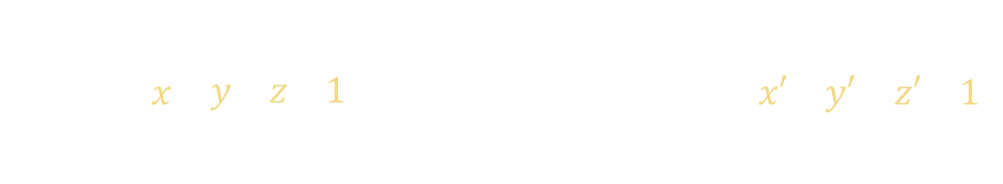 x y z 1 x′ y′ z′ 1